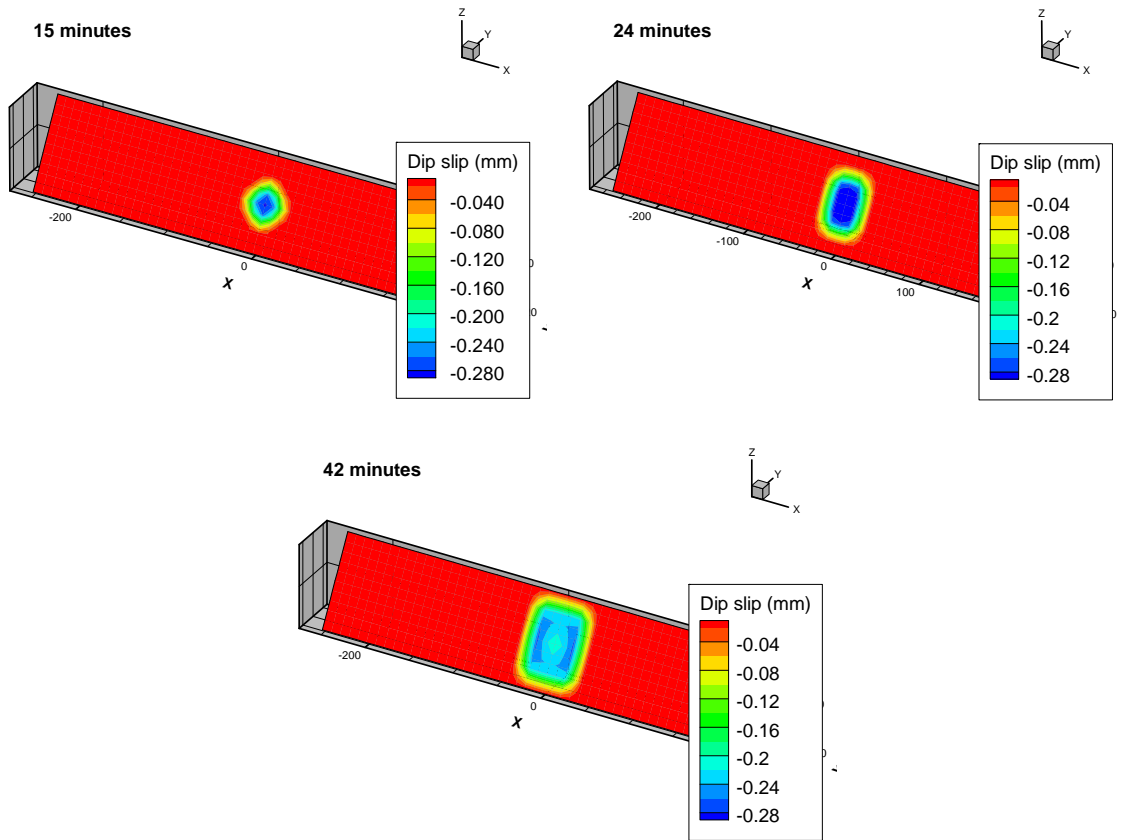 15 minutes
Z
Y
X
Dip slip (mm)
-0.040
-0.080
-0.120
-0.160
-0.200
-0.240
-0.280
-200
0
X
0
24 minutes
Z
Y
X
Dip slip (mm)
-0.04
-0.08
-0.12
-0.16
-0.2
-0.24
-0.28
-200
-100
0
100
X
42 minutes
Z
Y
X
Dip slip (mm)
-0.04
-0.08
-0.12
-0.16
-0.2
-0.24
-0.28
-200
0
X